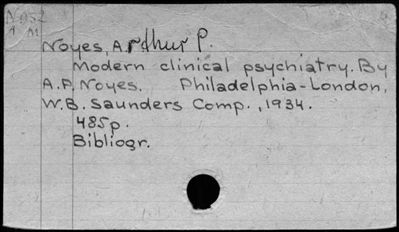 Noyes, Arthur P.
Modern clinical psychiatry. By
A.P. Noyes. Philadelphia-London,
W.B. Saunders Comp., 1934.
485p.
Bibliogr.